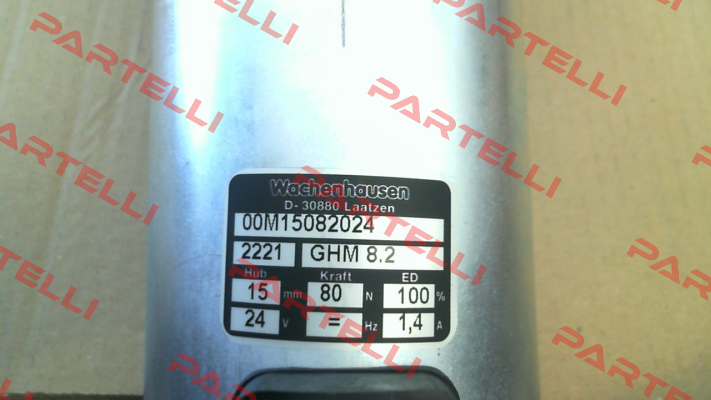 Wachenhausen
D- 30880 Laatzen
00M15082024
2221 GHM 8.2
Hub Kraft ED
15 mm 80 N 100 %
24 V = Hz 1,4 A
PARTELLI
PARTELLI
PARTELLI
PARTELLI
PARTELLI
PARTELLI
PARTELLI
PARTELLI
PARTELLI
PARTELLI